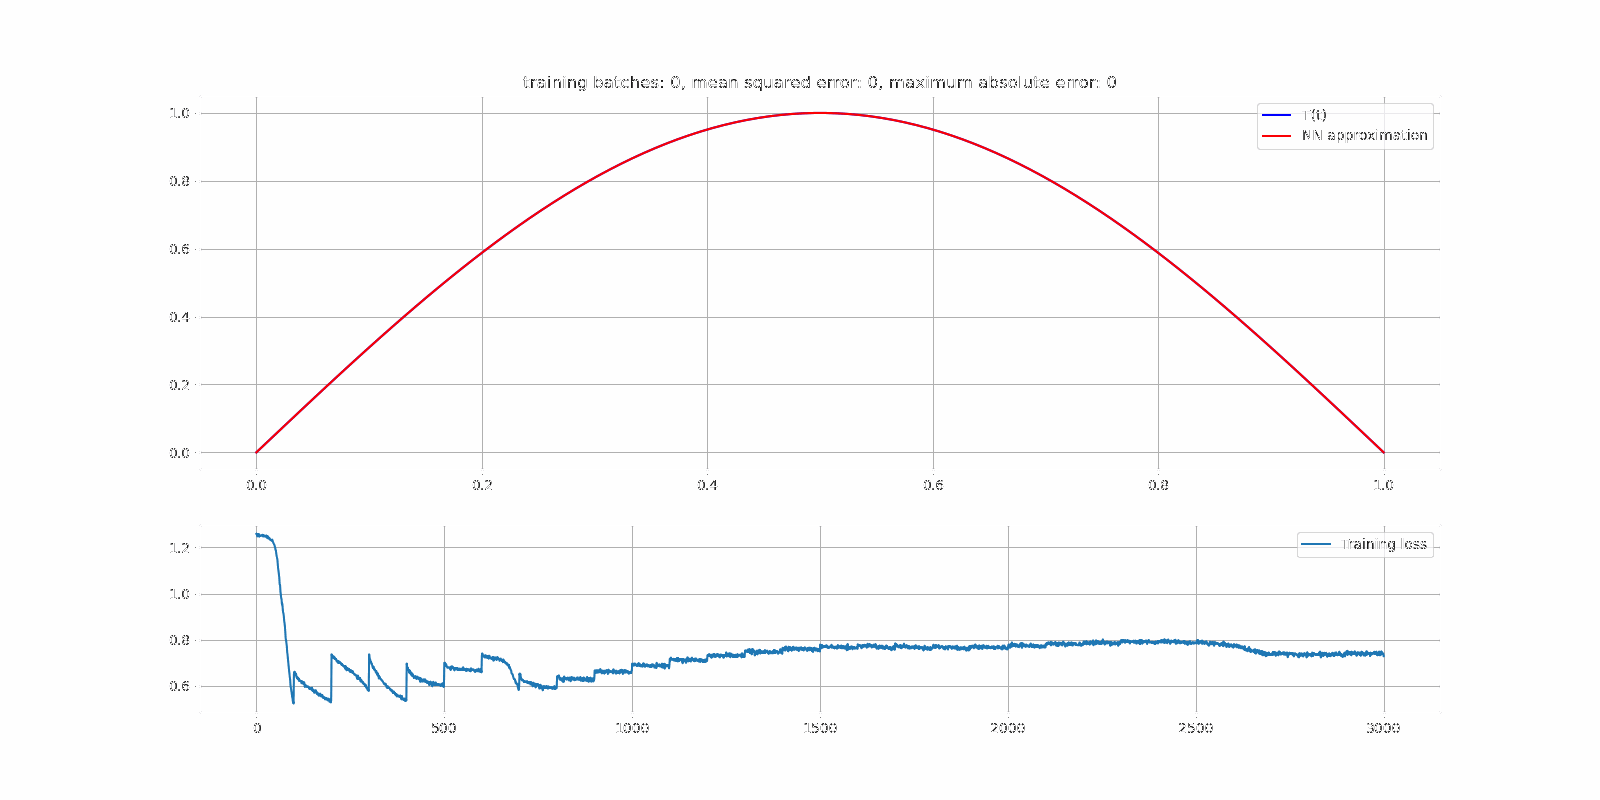 training batches: 0, mean squared error: 0, maximum absolute error: 0
1.0
0.8
0.6
0.4
0.2
0.0
NN approximation
0.0 0.2 0.4 0.6 0.8 1.0
1.2
1.0
0.8
0.6
Training loss
0 500 1000 1500 2000 2500 3000